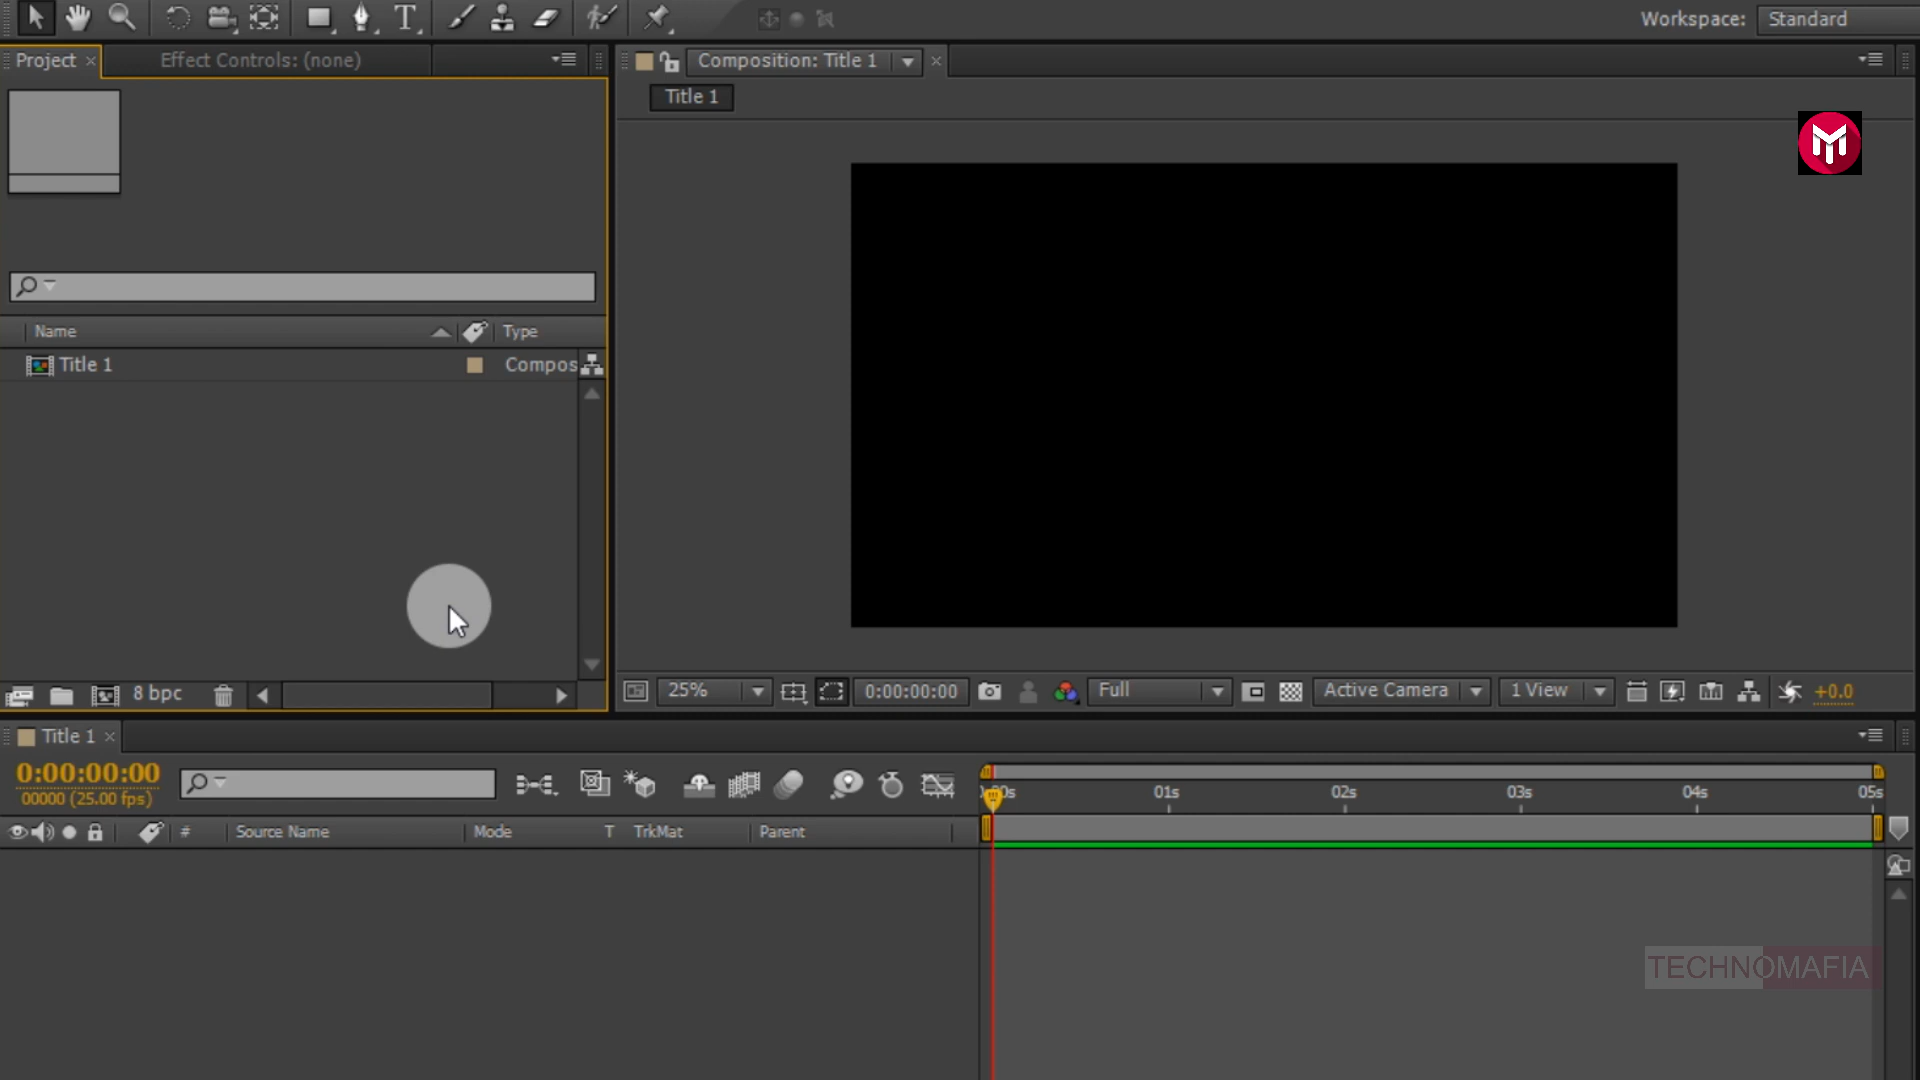 Workspace: Standard
Project
Effect Controls: (none)
Composition: Title 1
Title 1
Name
Type
Title 1
Compos
8 bpc
25%
0:00:00:00
Full
Active Camera
1 View
+0.0
Title 1
0:00:00:00
00000 (25.00 fps)
00s
01s
02s
03s
04s
05s
#
Source Name
Mode
T
TrkMat
Parent
TECHNOMAFIA